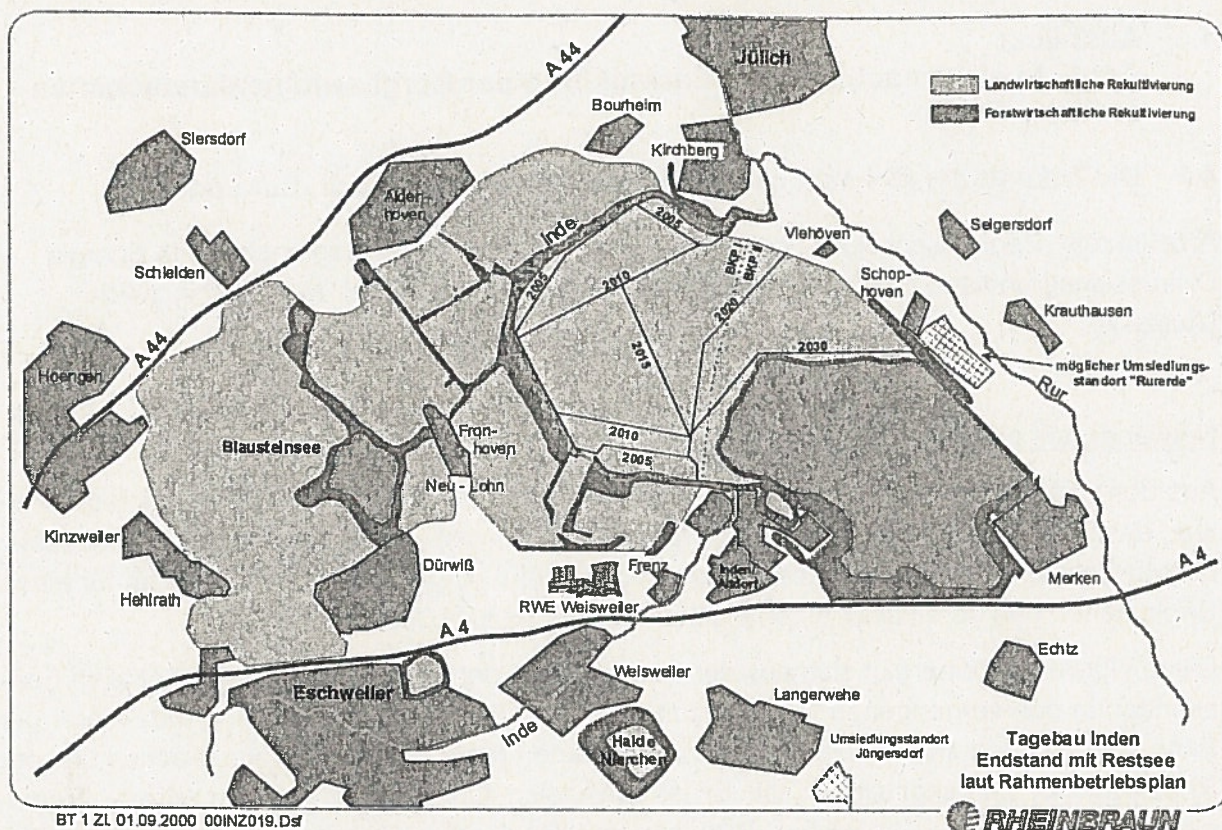 A 44
Jülich
Landwirtschaftliche Rekultivierung
Forstwirtschaftliche Rekultivierung
Bourheim
Siersdorf
Kirchberg
Alden-
hoven
Inde
2005
Viehöven
Selgersdorf
Schleiden
2005
2010
BKP I
BKP II
Schop-
hoven
Krauthausen
2020
A 44
2015
2030
möglicher Umsiedlungs-
standort "Rurerde"
Hoengen
Rur
Blausteinsee
Fron-
hoven
2010
2005
Neu - Lohn
Kinzweiler
Dürwiß
Frenz
Inden/
Altdorf
Merken
Hehlrath
RWE Weisweiler
A 4
A 4
Echtz
Weisweiler
Eschweiler
Langerwehe
Inde
Halde
Nierchen
Umsiedlungsstandort
Jüngersdorf
Tagebau Inden
Endstand mit Restsee
laut Rahmenbetriebsplan
BT 1 ZI. 01.09.2000 00INZ019.Dsf
RHEINBRAUN